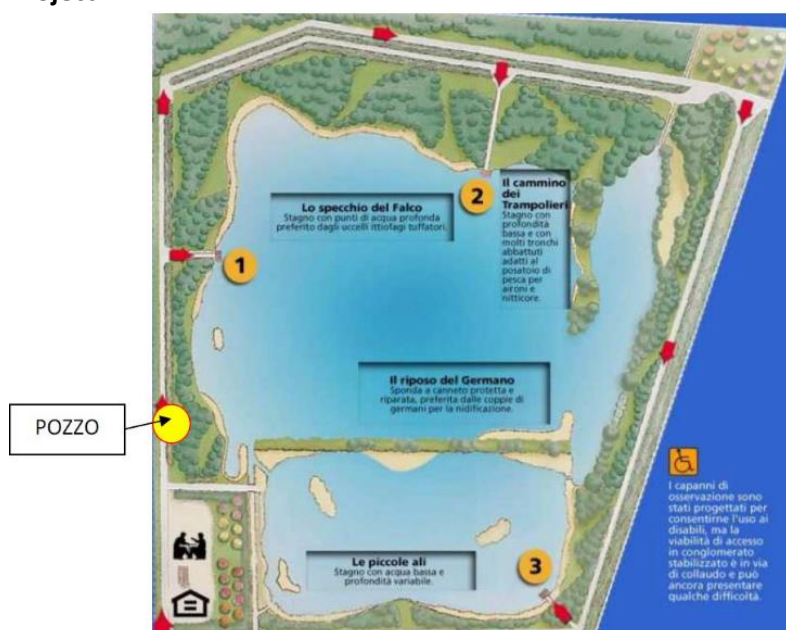 Lo specchio del Falco
Stagno con punti di acqua profonda
preferito dagli uccelli ittiofagi tuffatori.
2
Il cammino
dei
Trampolieri
Stagno con
profondità
bassa e con
molti tronchi
abbattuti
adatti al
posatoio di
pesca per
aironi e
nitticore.
1
Il riposo del Germano
Sponda a canneto protetta e
riparata, preferita dalle coppie di
germani per la nidificazione.
POZZO
I capanni di
osservazione sono
stati progettati per
consentirne l'uso ai
disabili, ma la
viabilità di accesso
in conglomerato
stabilizzato è in via
di collaudo e può
ancora presentare
qualche difficoltà.
Le piccole ali
Stagno con acqua bassa e
profondità variabile.
3